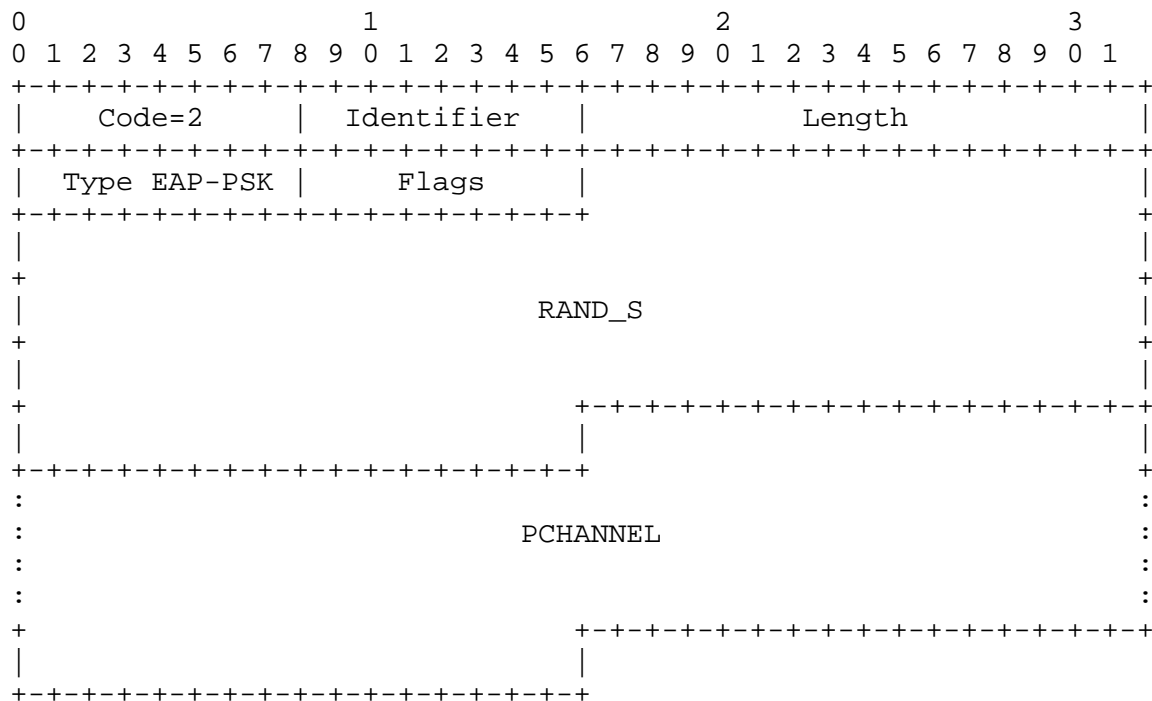 0                   1                   2                   3
0 1 2 3 4 5 6 7 8 9 0 1 2 3 4 5 6 7 8 9 0 1 2 3 4 5 6 7 8 9 0 1
+-+-+-+-+-+-+-+-+-+-+-+-+-+-+-+-+-+-+-+-+-+-+-+-+-+-+-+-+-+-+-+-+
|    Code=2     |  Identifier   |            Length             |
+-+-+-+-+-+-+-+-+-+-+-+-+-+-+-+-+-+-+-+-+-+-+-+-+-+-+-+-+-+-+-+-+
|  Type EAP-PSK |     Flags     |                               |
+-+-+-+-+-+-+-+-+-+-+-+-+-+-+-+-+                               +
|                                                               |
+                                                               +
|                             RAND_S                            |
+                                                               +
|                                                               |
+                               +-+-+-+-+-+-+-+-+-+-+-+-+-+-+-+-+
|                               |                               |
+-+-+-+-+-+-+-+-+-+-+-+-+-+-+-+-+                               +
:                                                               :
:                            PCHANNEL                           :
:                                                               :
:                                                               :
+                               +-+-+-+-+-+-+-+-+-+-+-+-+-+-+-+-+
|                               |
+-+-+-+-+-+-+-+-+-+-+-+-+-+-+-+-+